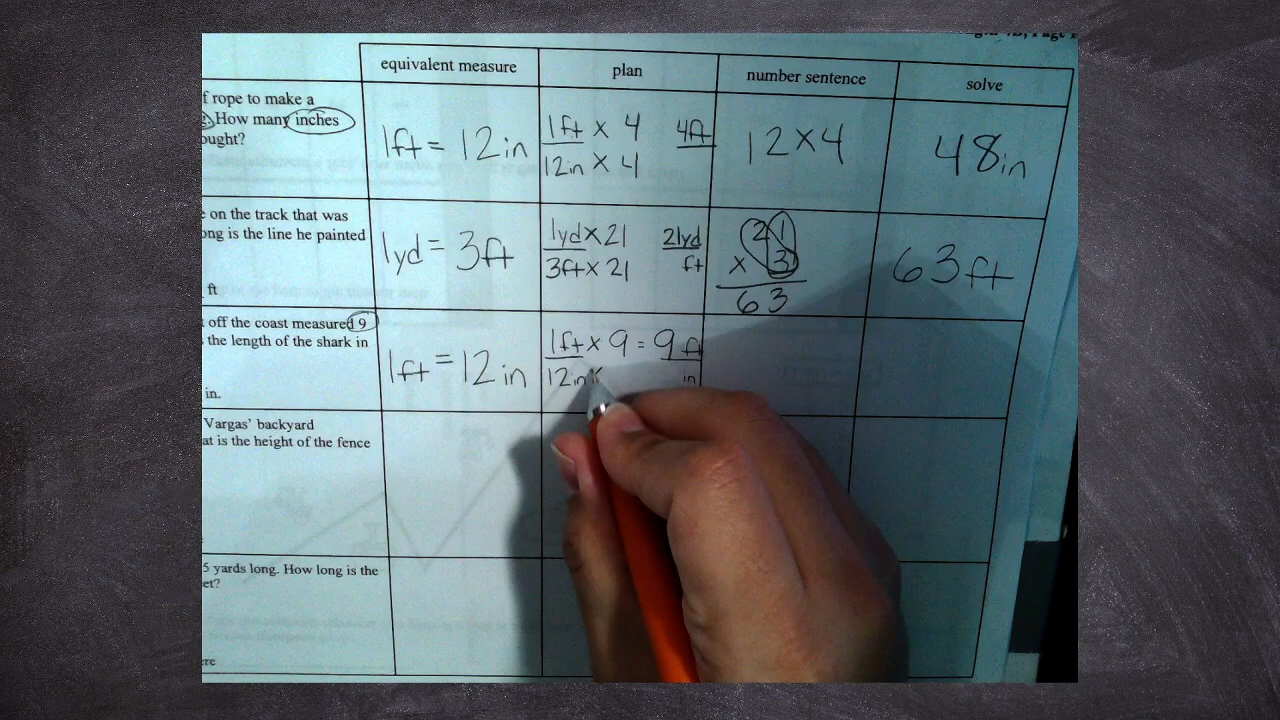 equivalent measure plan number sentence solve
f rope to make a
How many inches
ought?
1ft = 12in
1ft x 4 4ft
12in x 4
12 x 4
48in
e on the track that was
ong is the line he painted
ft
1yd = 3ft
1yd x 21 21yd
3ft x 21 ft
21
x 3
63
63ft
off the coast measured 9
the length of the shark in
in.
1ft = 12in
1ft x 9 = 9ft
12in x in
Vargas' backyard
at is the height of the fence
5 yards long. How long is the
et?
ere